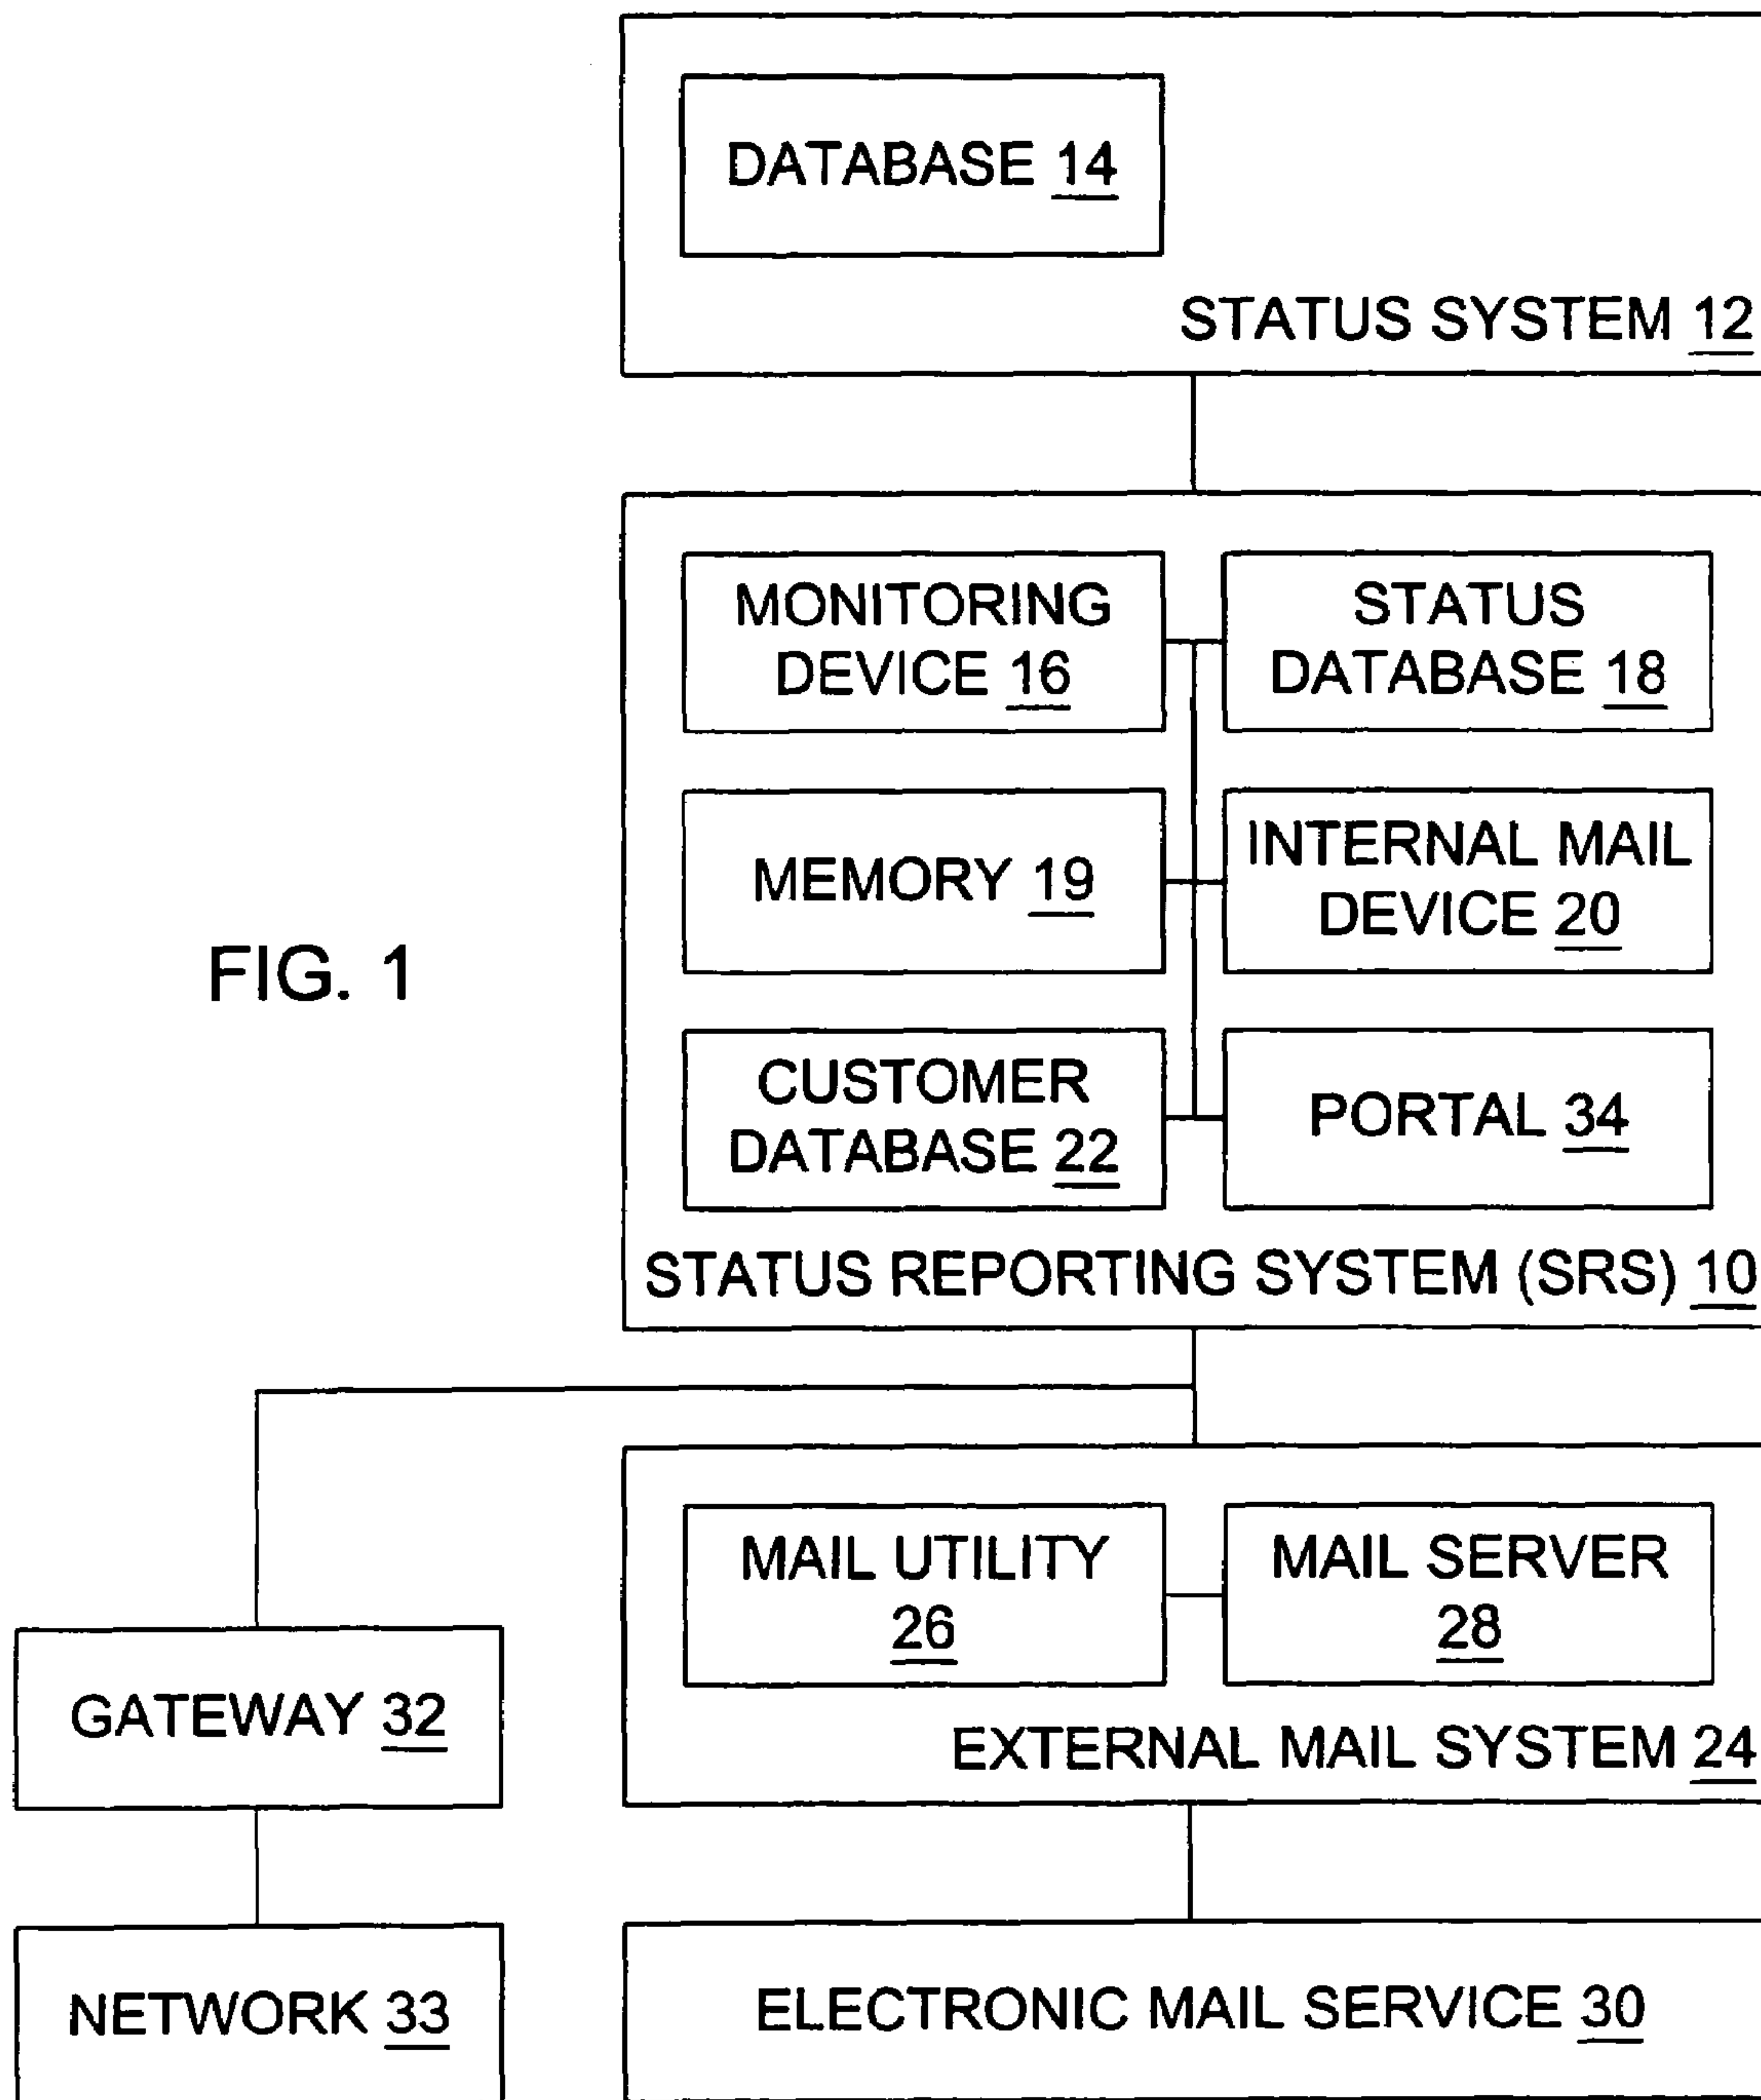 DATABASE 14
STATUS SYSTEM 12
MONITORING
DEVICE 16
STATUS
DATABASE 18
MEMORY 19
INTERNAL MAIL
DEVICE 20
FIG. 1
CUSTOMER
DATABASE 22
PORTAL 34
STATUS REPORTING SYSTEM (SRS) 10
MAIL UTILITY
26
MAIL SERVER
28
GATEWAY 32
EXTERNAL MAIL SYSTEM 24
NETWORK 33
ELECTRONIC MAIL SERVICE 30